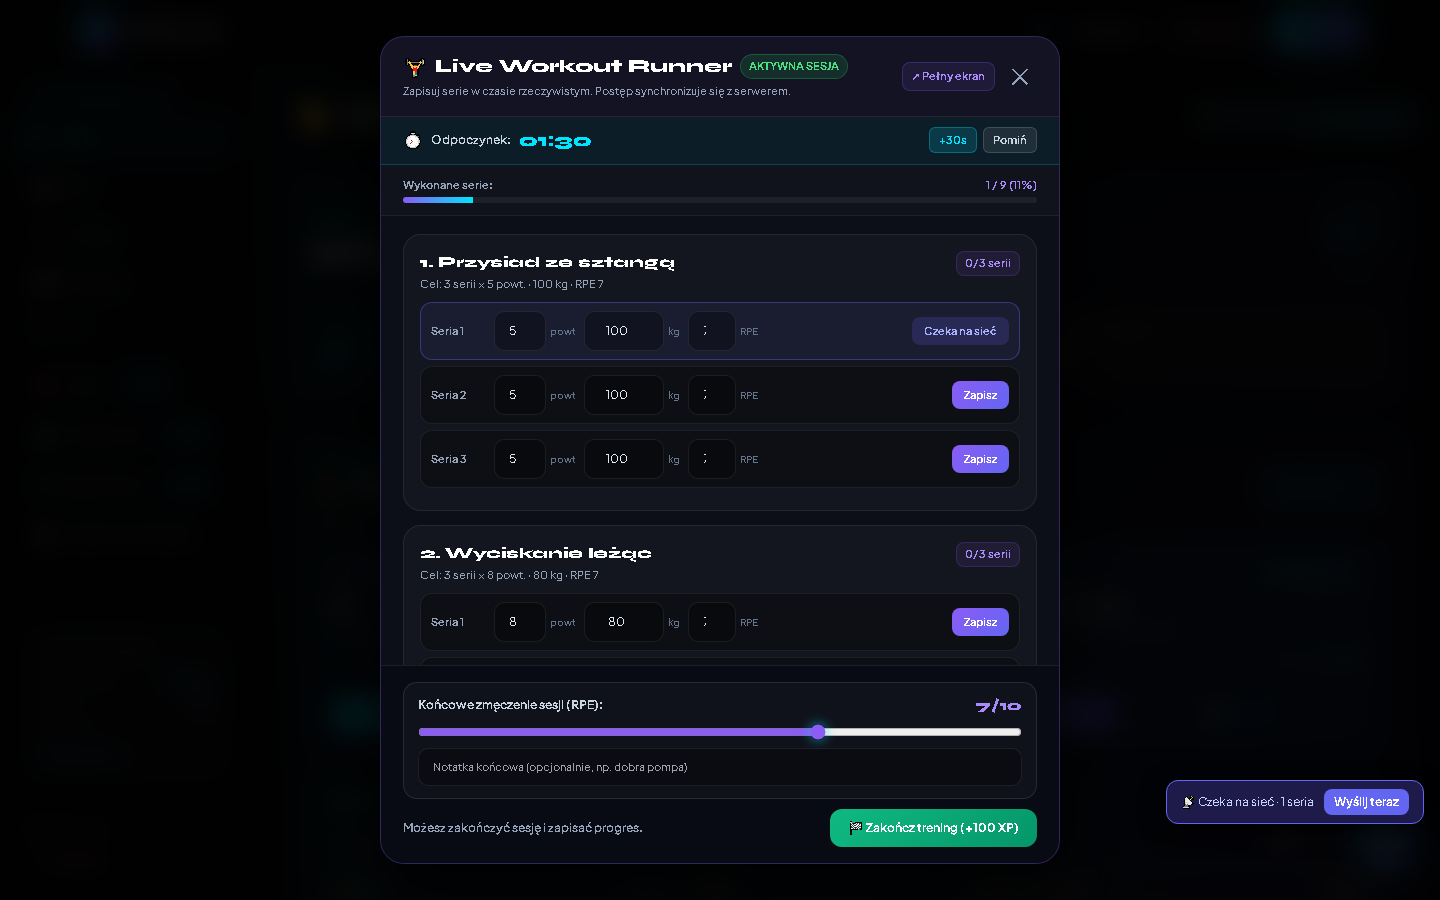 Live Workout Runner AKTYWNA SESJA
↗ Pełny ekran
Zapisuj serie w czasie rzeczywistym. Postęp synchronizuje się z serwerem.
Odpoczynek: 01:30 +30s Pomiń
Wykonane serie: 1 / 9 (11%)
1. Przysiad ze sztangą 0/3 serii
Cel: 3 serii × 5 powt. · 100 kg · RPE 7
Seria 1 5 powt 100 kg RPE Czeka na sieć
Seria 2 5 powt 100 kg RPE Zapisz
Seria 3 5 powt 100 kg RPE Zapisz
2. Wyciskanie leżąc 0/3 serii
Cel: 3 serii × 8 powt. · 80 kg · RPE 7
Seria 1 8 powt 80 kg RPE Zapisz
Końcowe zmęczenie sesji (RPE): 7/10
Notatka końcowa (opcjonalnie, np. dobra pompa)
Możesz zakończyć sesję i zapisać progres. Zakończ trening (+100 XP)
Czeka na sieć · 1 seria Wyślij teraz